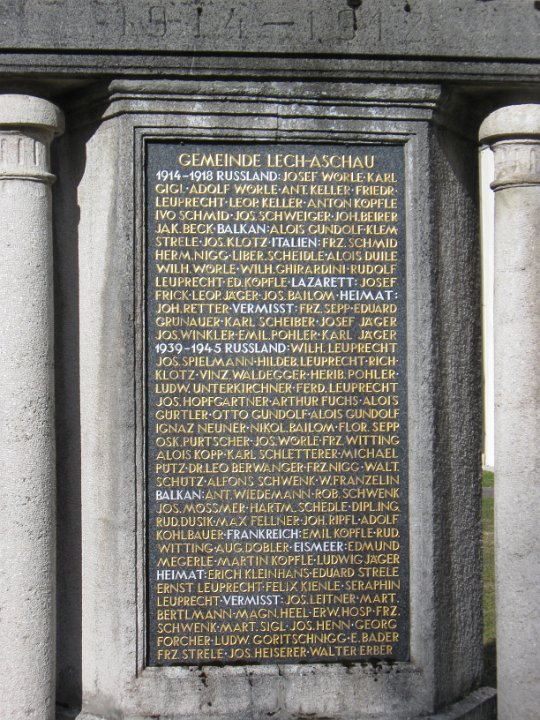 1914-1912
GEMEINDE LECH-ASCHAU
1914-1918 RUSSLAND: JOSEF WÖRLE·KARL
GIGL·ADOLF WÖRLE·ANT. KELLER·FRIEDR·
LEUPRECHT·LEOP. KELLER·ANTON KÖPFLE
IVO SCHMID·JOS. SCHWEIGER·JOH. BEIRER
JAK. BECK·BALKAN: ALOIS GUNDOLF·KLEM
STRELE·JOS. KLOTZ·ITALIEN: FRZ. SCHMID
HERM. NIGG·LIBER. SCHEIDLE·ALOIS DUILE
WILH. WÖRLE·WILH. GHIRARDINI·RUDOLF
LEUPRECHT·ED. KÖPFLE·LAZARETT: JOSEF
FRICK·LEOP. JÄGER·JOS. BAILOM·HEIMAT:
JOH. RETTER·VERMISST: FRZ. SEPP·EDUARD
GRÜNAUER·KARL SCHEIBER·JOSEF JÄGER
JOS. WINKLER·EMIL. POHLER·KARL JÄGER
1939-1945 RUSSLAND: WILH. LEUPRECHT
JOS. SPIELMANN·HILDEB. LEUPRECHT·RICH·
KLOTZ·VINZ. WALDEGGER·HERIB. POHLER·
LUDW. UNTERKIRCHNER·FERD. LEUPRECHT
JOS. HOPFGARTNER·ARTHUR FUCHS·ALOIS
GÜRTLER·OTTO GUNDOLF·ALOIS GUNDOLF
IGNAZ NEUNER·NIKOL. BAILOM·FLOR. SEPP
OSK. PURTSCHER·JOS. WÖRLE·FRZ. WITTING
ALOIS KOPP·KARL SCHLETTERER·MICHAEL
PÜTZ·DR. LEO BERWANGER·FRZ. NIGG·WALT.
SCHÜTZ·ALFONS SCHWENK·W. FRANZELIN
BALKAN: ANT. WIEDEMANN·ROB. SCHWENK
JOS. MOSSMER·HARTM. SCHEDLE·DIPL. ING.
RUD. DUSIK·MAX FELLNER·JOH. RIPFL·ADOLF
KOHLBAUER·FRANKREICH: EMIL KÖPFLE·RUD.
WITTING·AUG. DOBLER·EISMEER: EDMUND
MEGERLE·MARTIN KÖPFLE·LUDWIG JÄGER
HEIMAT: ERICH KLEINHANS·EDUARD STRELE
ERNST LEUPRECHT·FELIX KIENLE·SERAPHIN
LEUPRECHT·VERMISST: JOS. LEITNER·MART.
BERTLMANN·MAGN. HEEL·ERW. HOSP·FRZ.
SCHWENK·MART. SIGL·JOS. HENN·GEORG
FORCHER·LUDW. GORITSCHNIGG·E. BADER
FRZ. STRELE·JOS. HEISERER·WALTER ERBER